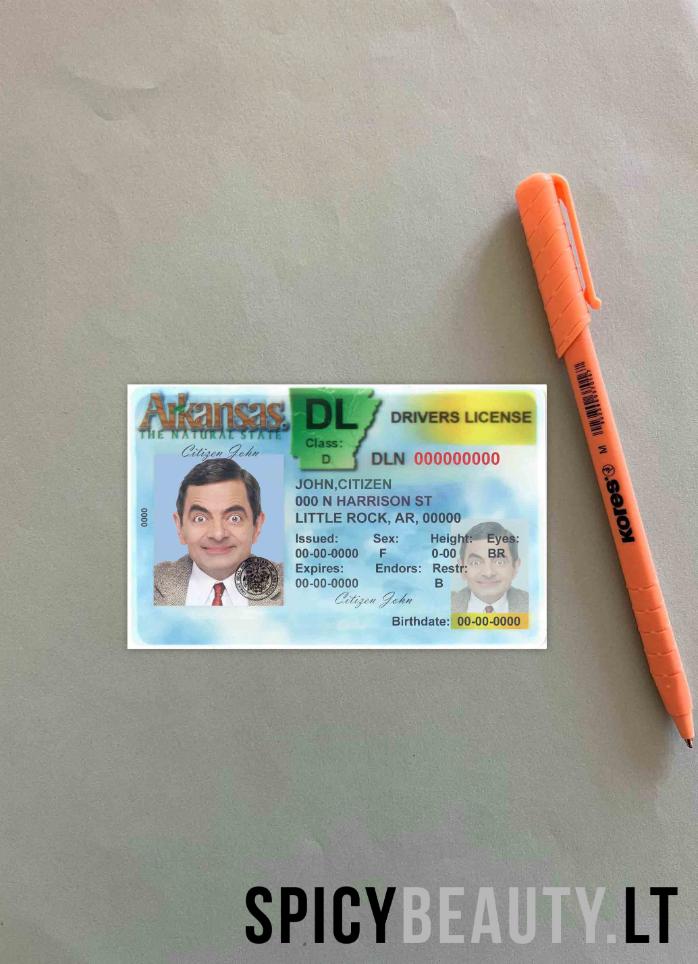 Arkansas
THE NATURAL STATE
DL
Class:
D
DRIVERS LICENSE
DLN 000000000
Citizen John
0000
JOHN,CITIZEN
000 N HARRISON ST
LITTLE ROCK, AR, 00000
Issued: Sex: Height: Eyes:
00-00-0000 F 0-00 BR
Expires: Endors: Restr:
00-00-0000 B
Citizen John
Birthdate: 00-00-0000
M
kores
SPICYBEAUTY.LT